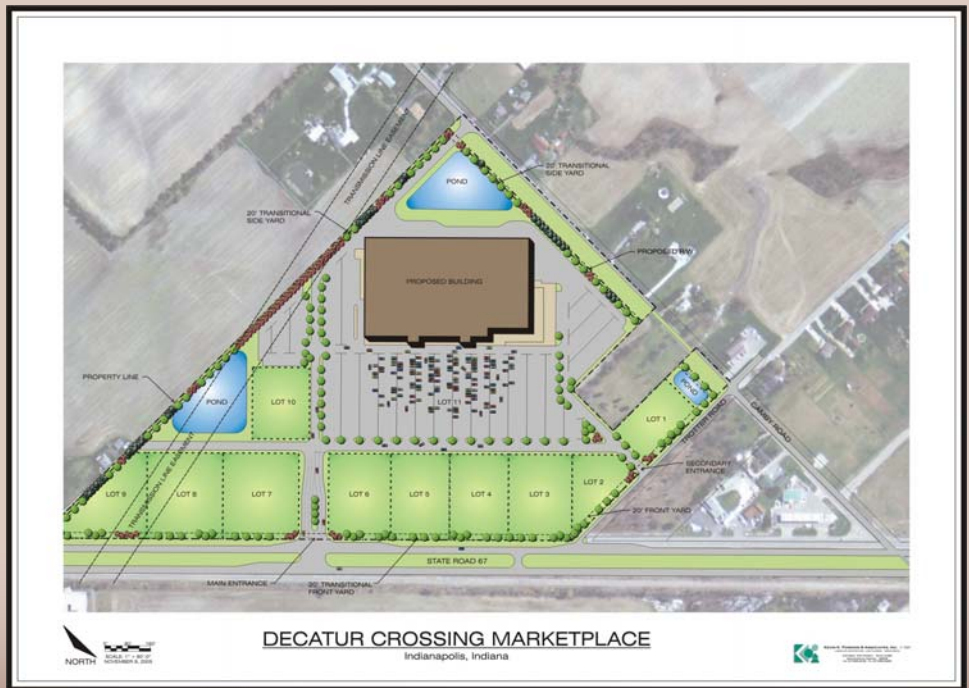 TRANSMISSION LINE EASEMENT
POND
20' TRANSITIONAL
SIDE YARD
20' TRANSITIONAL
SIDE YARD
PROPOSED R/W
PROPOSED BUILDING
PROPERTY LINE
POND
LOT 10
LOT 11
POND
LOT 1
TROTTER ROAD
CAMBY ROAD
SECONDARY
ENTRANCE
TRANSMISSION LINE EASEMENT
LOT 9
LOT 8
LOT 7
LOT 6
LOT 5
LOT 4
LOT 3
LOT 2
20' FRONT YARD
STATE ROAD 67
MAIN ENTRANCE
20' TRANSITIONAL
FRONT YARD
NORTH
DECATUR CROSSING MARKETPLACE
Indianapolis, Indiana